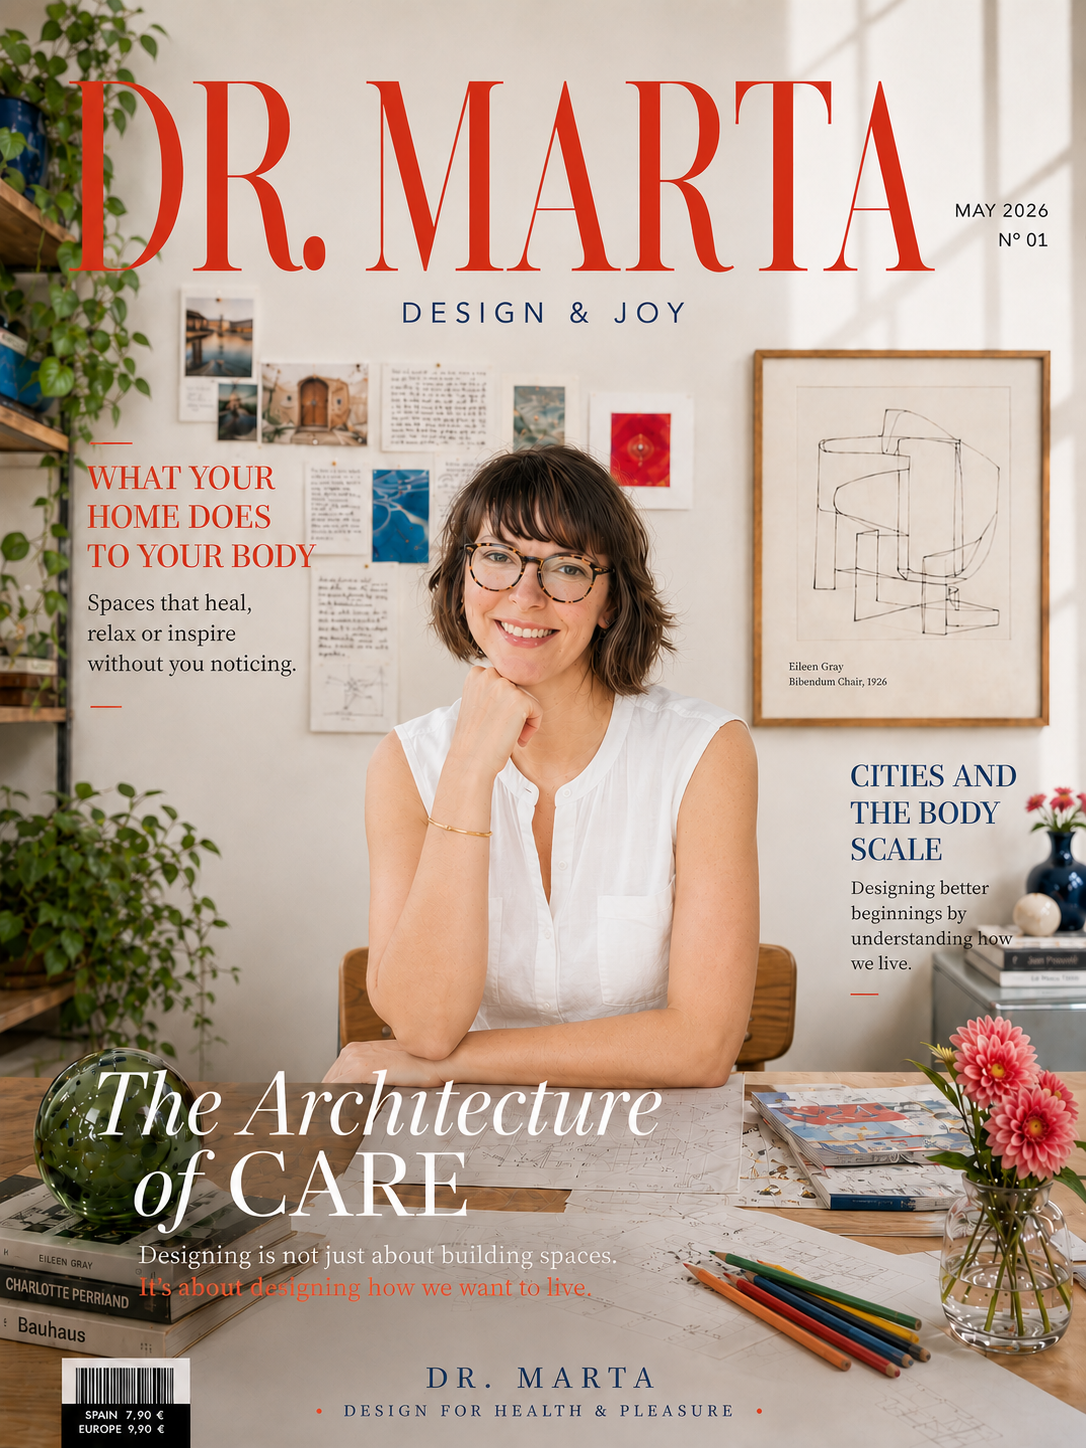 DR. MARTA
MAY 2026
Nº 01
DESIGN & JOY
WHAT YOUR
HOME DOES
TO YOUR BODY
Spaces that heal,
relax or inspire
without you noticing.
Eileen Gray
Bibendum Chair, 1926
CITIES AND
THE BODY
SCALE
Designing better
beginnings by
understanding how
we live.
The Architecture
of CARE
Designing is not just about building spaces.
It's about designing how we want to live.
EILEEN GRAY
CHARLOTTE PERRIAND
Bauhaus
SPAIN 7,90 €
EUROPE 9,90 €
DR. MARTA
• DESIGN FOR HEALTH & PLEASURE •